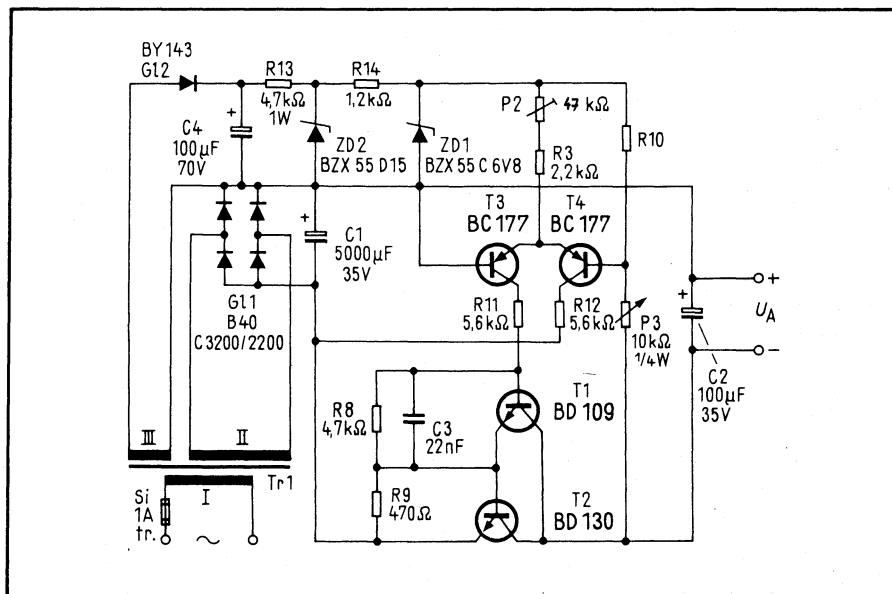 BY 143
Gl2
R13
4,7kΩ
1W
R14
1,2kΩ
P2
47 kΩ
R10
+
C4
100µF
70V
ZD2
BZX 55 D15
ZD1
BZX 55 C 6V8
R3
2,2kΩ
T3
BC 177
T4
BC 177
+
C1
5000µF
35V
Gl1
B40
C3200/2200
R11
5,6kΩ
R12
5,6kΩ
P3
10kΩ
1/4W
+
+
UA
−
C2
100µF
35V
T1
BD 109
R8
4,7kΩ
C3
22nF
III
II
Tr1
I
Si
1A
tr.
~
R9
470Ω
T2
BD 130